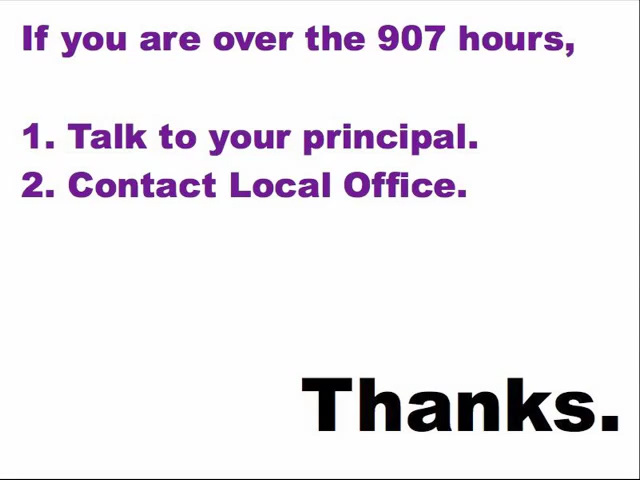 If you are over the 907 hours,
1. Talk to your principal.
2. Contact Local Office.
Thanks.